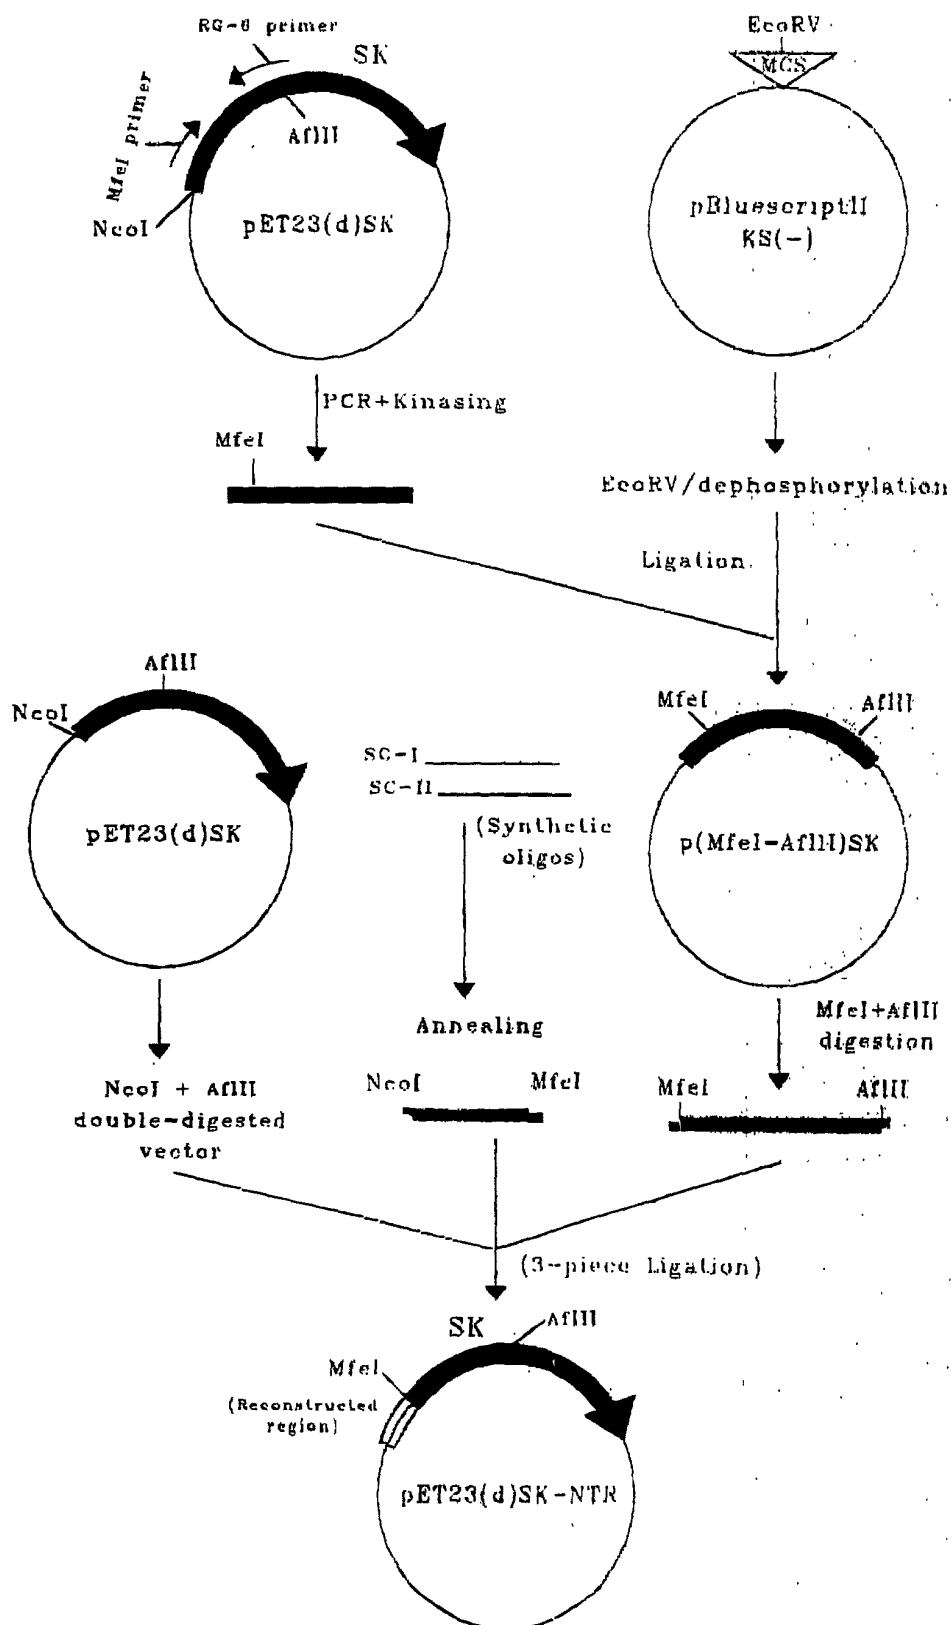 RG-6 primer
SK
MfeI primer
AflII
NcoI
pET23(d)SK
EcoRV
MCS
pBluescriptII
KS(-)
PCR+Kinasing
MfeI
EcoRV/dephosphorylation
Ligation
AflII
NcoI
pET23(d)SK
SC-I
SC-II
(Synthetic
oligos)
MfeI
AflII
p(MfeI-AflII)SK
Annealing
MfeI+AflII
digestion
NcoI + AflII
double-digested
vector
NcoI
MfeI
MfeI
AflII
(3-piece Ligation)
SK
AflII
MfeI
(Reconstructed
region)
pET23(d)SK-NTR